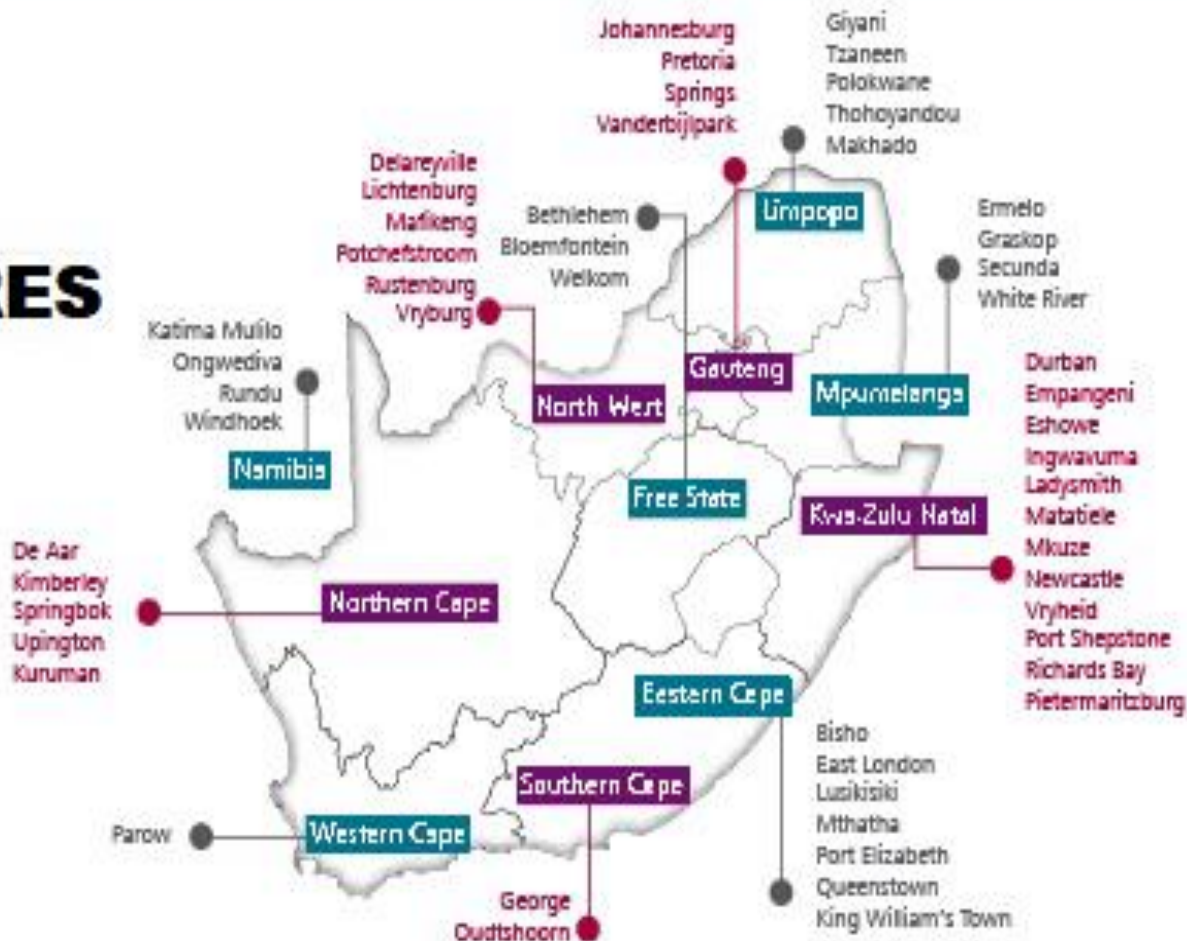 RES
Johannesburg
Pretoria
Springs
Vanderbijlpark
Giyani
Tzaneen
Polokwane
Thohoyandou
Makhado
Limpopo
Delareyville
Lichtenburg
Mafikeng
Potchefstroom
Rustenburg
Vryburg
North West
Bethlehem
Bloemfontein
Welkom
Free State
Gauteng
Ermelo
Graskop
Secunda
White River
Mpumelanga
Katima Mulilo
Ongwediva
Rundu
Windhoek
Namibia
Durban
Empangeni
Eshowe
Ingwavuma
Ladysmith
Matatiele
Mkuze
Newcastle
Vryheid
Port Shepstone
Richards Bay
Pietermaritzburg
Kwa-Zulu Natal
De Aar
Kimberley
Springbok
Upington
Kuruman
Northern Cape
Eastern Cape
Bisho
East London
Lusikisiki
Mthatha
Port Elizabeth
Queenstown
King William's Town
Southern Cape
George
Oudtshoorn
Parow
Western Cape